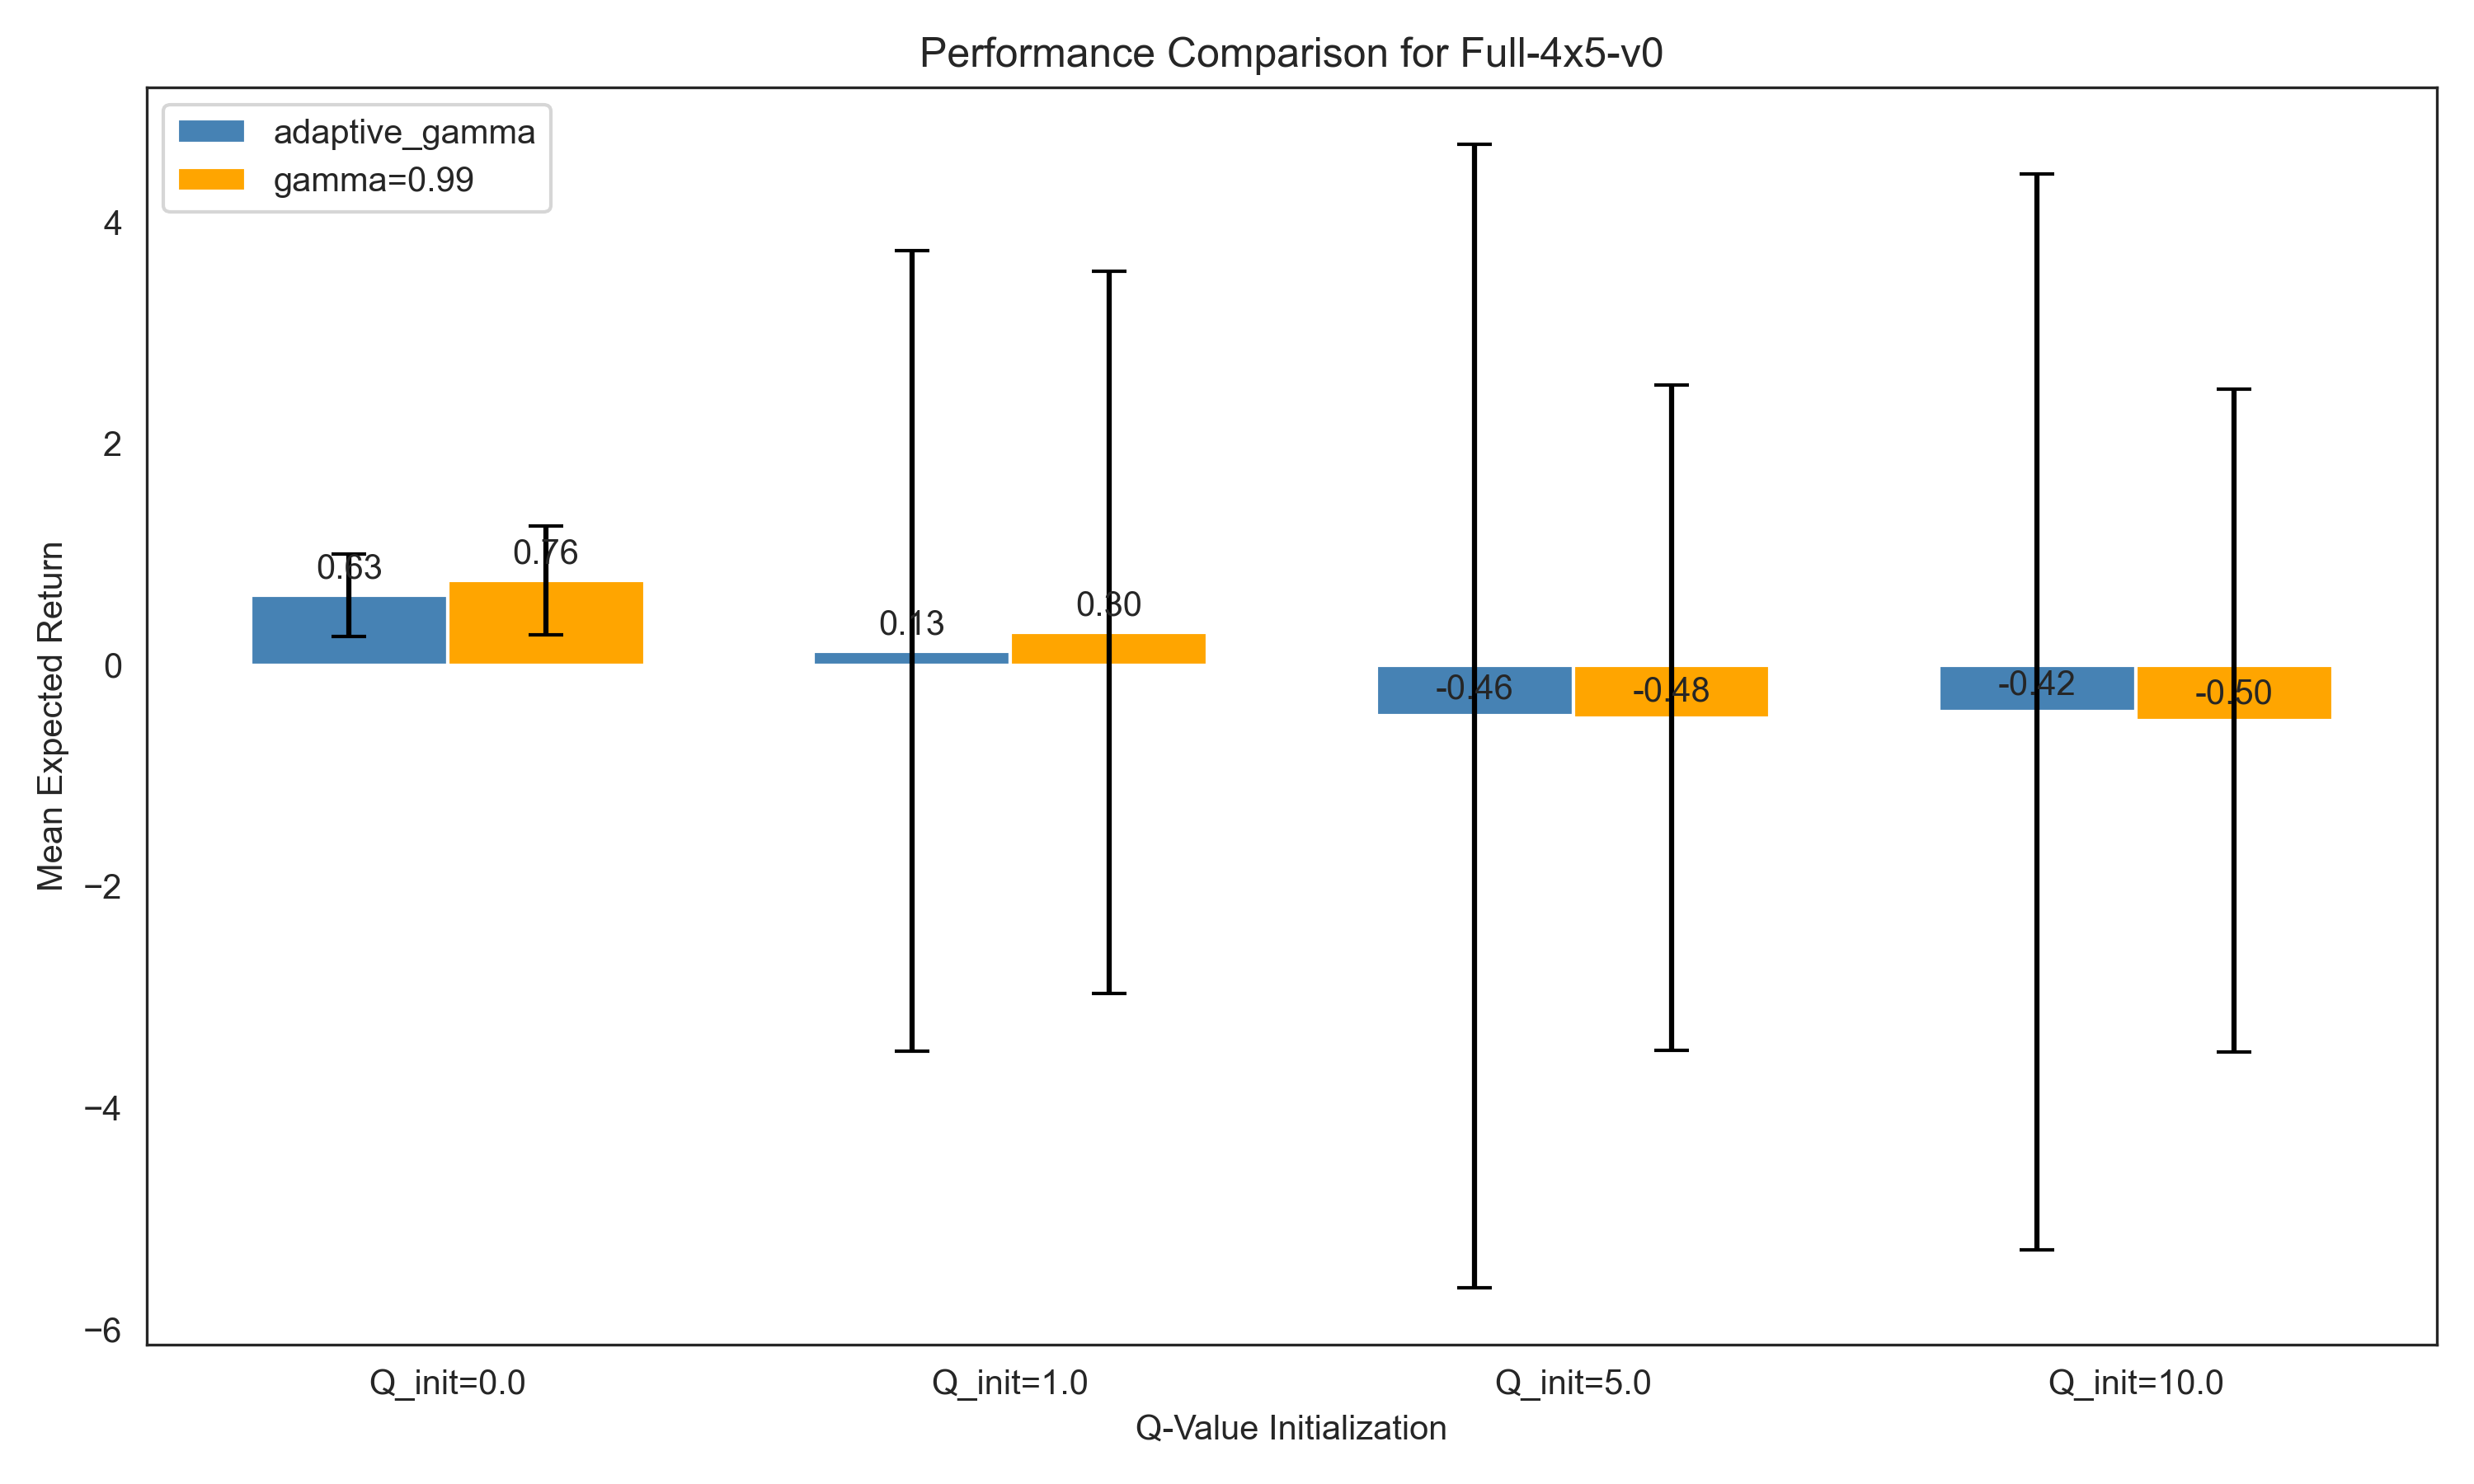 Performance Comparison for Full-4x5-v0
adaptive_gamma
gamma=0.99
Mean Expected Return
4
2
0
−2
−4
−6
0.63
0.76
0.13
0.30
-0.46
-0.48
-0.42
-0.50
Q_init=0.0
Q_init=1.0
Q_init=5.0
Q_init=10.0
Q-Value Initialization